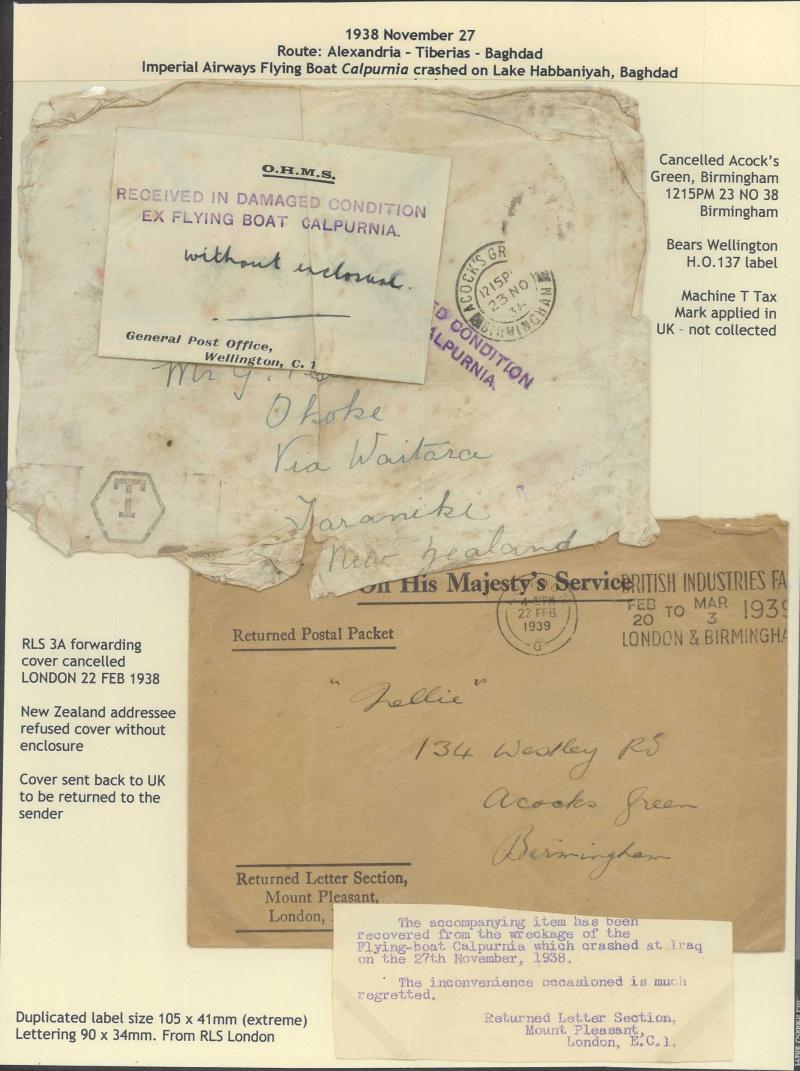 1938 November 27
Route: Alexandria – Tiberias - Baghdad
Imperial Airways Flying Boat Calpurnia crashed on Lake Habbaniyah, Baghdad
O.H.M.S.
RECEIVED IN DAMAGED CONDITION
EX FLYING BOAT CALPURNIA.
without enclosure.
General Post Office,
Wellington, C. 1
ACOCK'S GR
1215P
23 NO
38
BIRMINGHAM
ED CONDITION
ALPURNIA.
Cancelled Acock's
Green, Birmingham
1215PM 23 NO 38
Birmingham
Bears Wellington
H.O.137 label
Machine T Tax
Mark applied in
UK – not collected
Mr G.
Okoke
Via Waitara
Taranike
New Zealand
T
On His Majesty's Service
Returned Postal Packet
22 FEB
1939
G
BRITISH INDUSTRIES FA
FEB TO MAR
20 3 1939
LONDON & BIRMINGHA
"Nellie"
134 Westley Rd
Acocks Green
Birmingham
Returned Letter Section,
Mount Pleasant,
London,
RLS 3A forwarding
cover cancelled
LONDON 22 FEB 1938
New Zealand addressee
refused cover without
enclosure
Cover sent back to UK
to be returned to the
sender
The accompanying item has been
recovered from the wreckage of the
Flying-boat Calpurnia which crashed at Iraq
on the 27th November, 1938.
The inconvenience occasioned is much
regretted.
Returned Letter Section,
Mount Pleasant,
London, E.C.1.
Duplicated label size 105 x 41mm (extreme)
Lettering 90 x 34mm. From RLS London